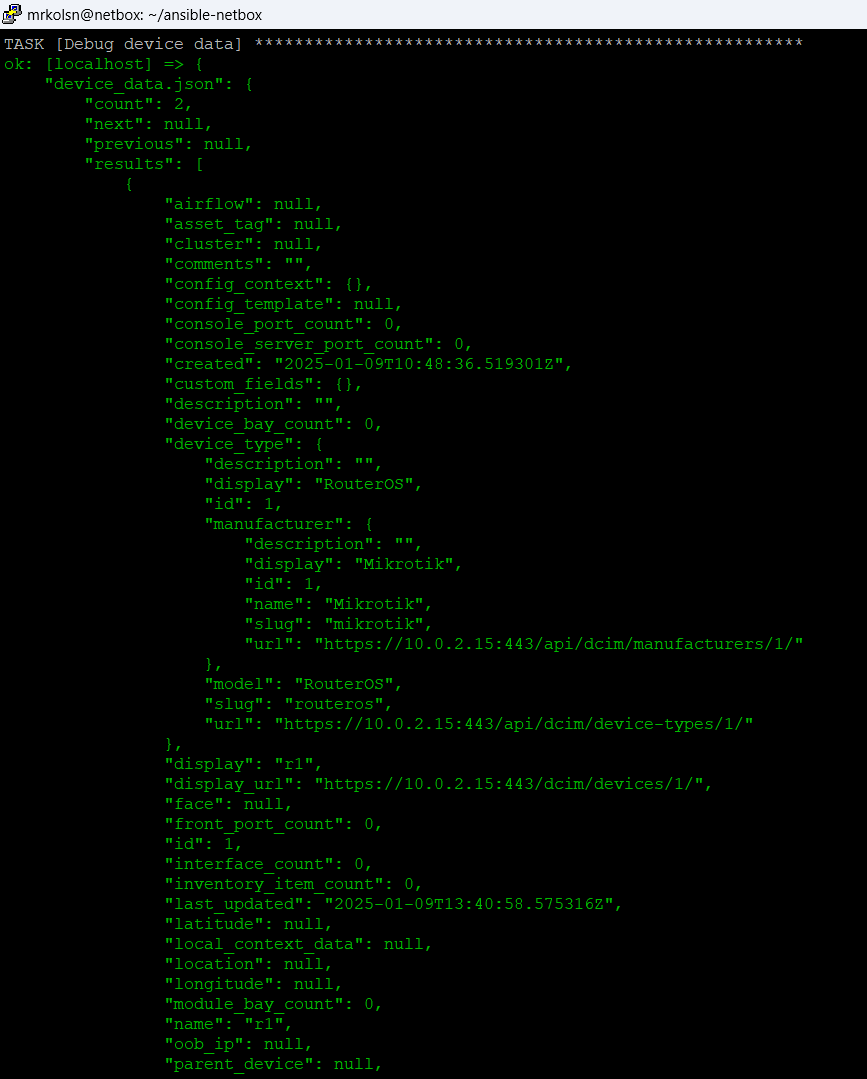 mrkolsn@netbox: ~/ansible-netbox
TASK [Debug device data] *******************************************************
ok: [localhost] => {
    "device_data.json": {
        "count": 2,
        "next": null,
        "previous": null,
        "results": [
            {
                "airflow": null,
                "asset_tag": null,
                "cluster": null,
                "comments": "",
                "config_context": {},
                "config_template": null,
                "console_port_count": 0,
                "console_server_port_count": 0,
                "created": "2025-01-09T10:48:36.519301Z",
                "custom_fields": {},
                "description": "",
                "device_bay_count": 0,
                "device_type": {
                    "description": "",
                    "display": "RouterOS",
                    "id": 1,
                    "manufacturer": {
                        "description": "",
                        "display": "Mikrotik",
                        "id": 1,
                        "name": "Mikrotik",
                        "slug": "mikrotik",
                        "url": "https://10.0.2.15:443/api/dcim/manufacturers/1/"
                    },
                    "model": "RouterOS",
                    "slug": "routeros",
                    "url": "https://10.0.2.15:443/api/dcim/device-types/1/"
                },
                "display": "r1",
                "display_url": "https://10.0.2.15:443/dcim/devices/1/",
                "face": null,
                "front_port_count": 0,
                "id": 1,
                "interface_count": 0,
                "inventory_item_count": 0,
                "last_updated": "2025-01-09T13:40:58.575316Z",
                "latitude": null,
                "local_context_data": null,
                "location": null,
                "longitude": null,
                "module_bay_count": 0,
                "name": "r1",
                "oob_ip": null,
                "parent_device": null,